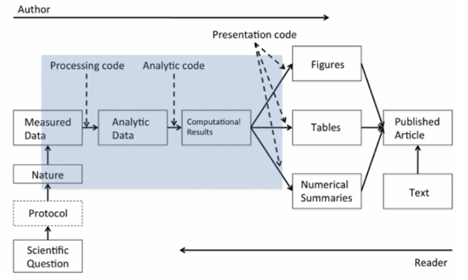 Author
Presentation code
Processing code
Analytic code
Figures
Measured
Data
Analytic
Data
Computational
Results
Tables
Published
Article
Nature
Numerical
Summaries
Text
Protocol
Scientific
Question
Reader